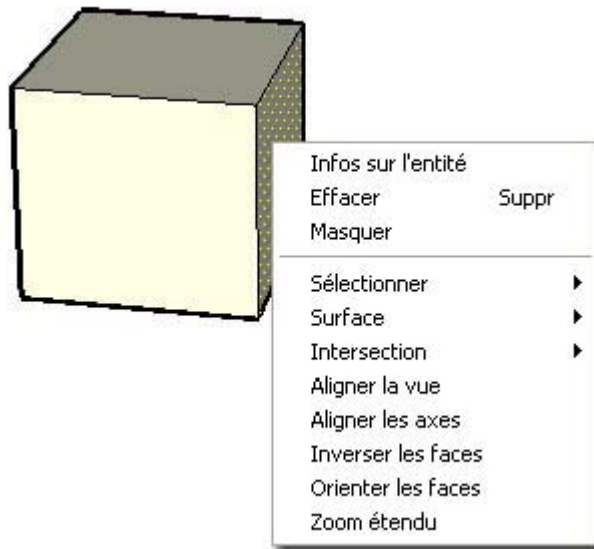 Infos sur l'entité
Effacer Suppr
Masquer
Sélectionner
Surface
Intersection
Aligner la vue
Aligner les axes
Inverser les faces
Orienter les faces
Zoom étendu